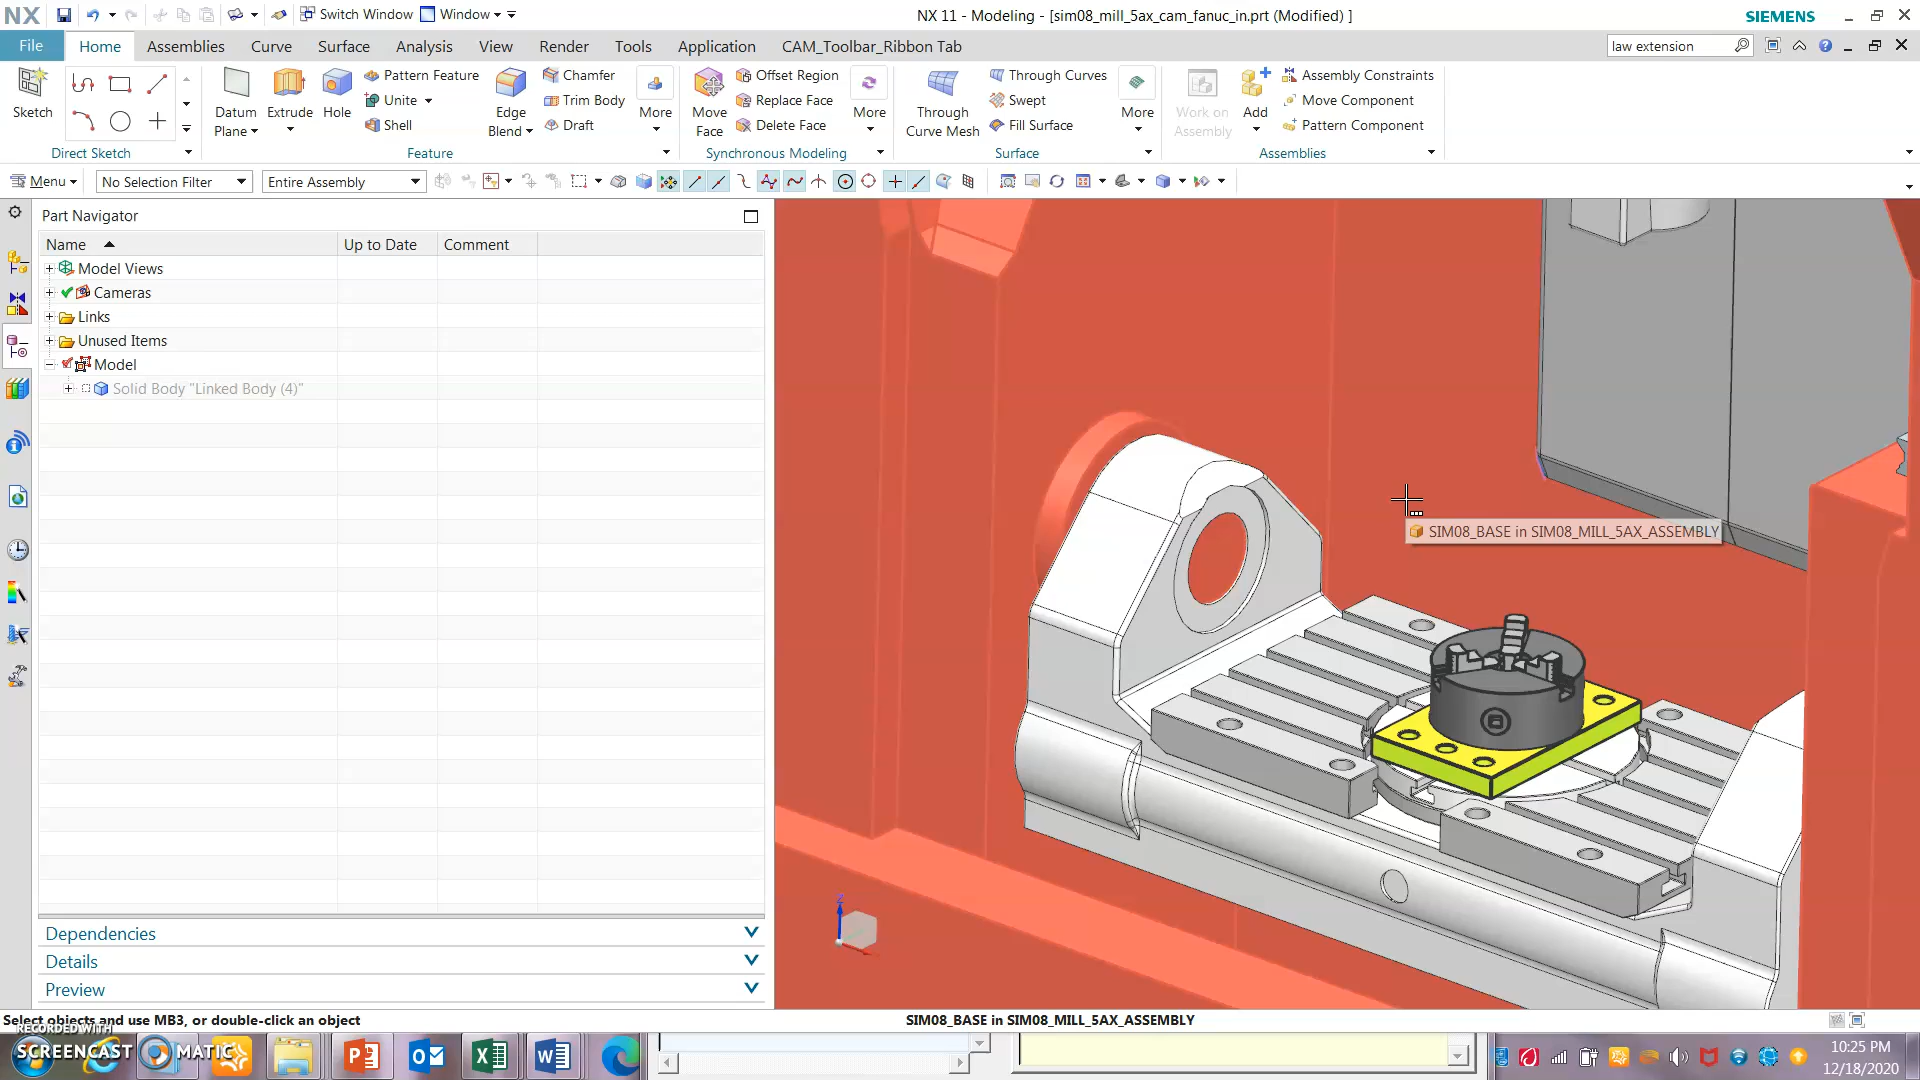 NX
Switch Window
Window
NX 11 - Modeling - [sim08_mill_5ax_cam_fanuc_in.prt (Modified) ]
SIEMENS
File
Home
Assemblies
Curve
Surface
Analysis
View
Render
Tools
Application
CAM_Toolbar_Ribbon Tab
law extension
Sketch
Direct Sketch
Datum Plane
Extrude
Hole
Pattern Feature
Unite
Shell
Edge Blend
Chamfer
Trim Body
Draft
More
Feature
Move Face
Offset Region
Replace Face
Delete Face
More
Synchronous Modeling
Through Curve Mesh
Through Curves
Swept
Fill Surface
More
Surface
Work on Assembly
Add
Assembly Constraints
Move Component
Pattern Component
Assemblies
Menu
No Selection Filter
Entire Assembly
Part Navigator
Name
Up to Date
Comment
Model Views
Cameras
Links
Unused Items
Model
Solid Body "Linked Body (4)"
SIM08_BASE in SIM08_MILL_5AX_ASSEMBLY
Z
Dependencies
Details
Preview
Select objects and use MB3, or double-click an object
SIM08_BASE in SIM08_MILL_5AX_ASSEMBLY
RECORDED WITH
SCREENCAST MATIC
10:25 PM
12/18/2020